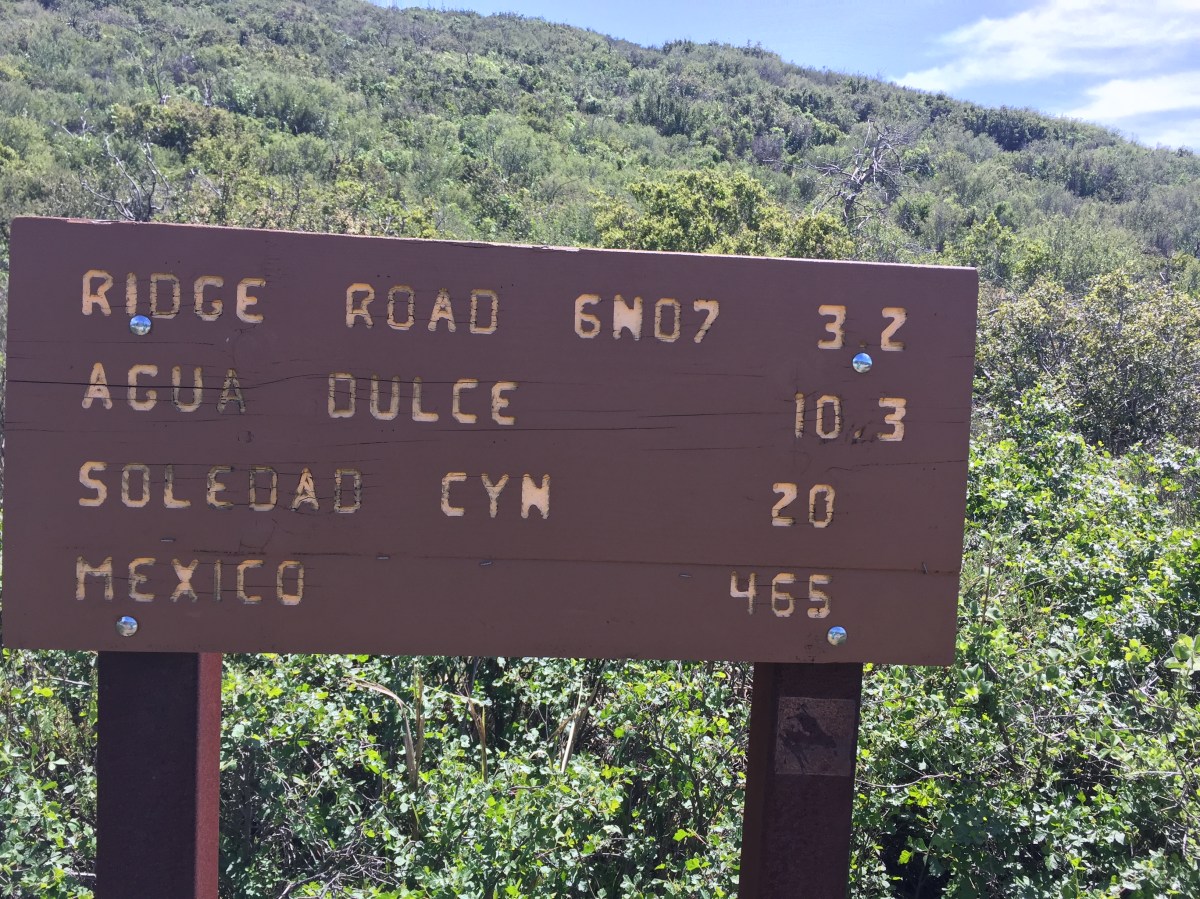 RIDGE ROAD 6N07 3.2
AGUA DULCE 10.3
SOLEDAD CYN 20
MEXICO 465